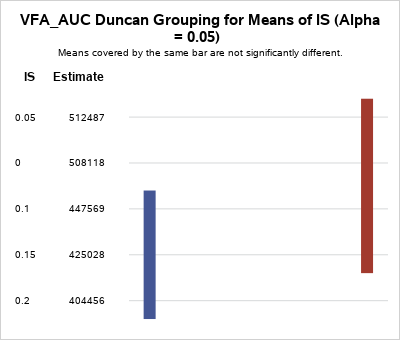 VFA_AUC Duncan Grouping for Means of IS (Alpha
= 0.05)
Means covered by the same bar are not significantly different.
IS Estimate
0.05 512487
0 508118
0.1 447569
0.15 425028
0.2 404456